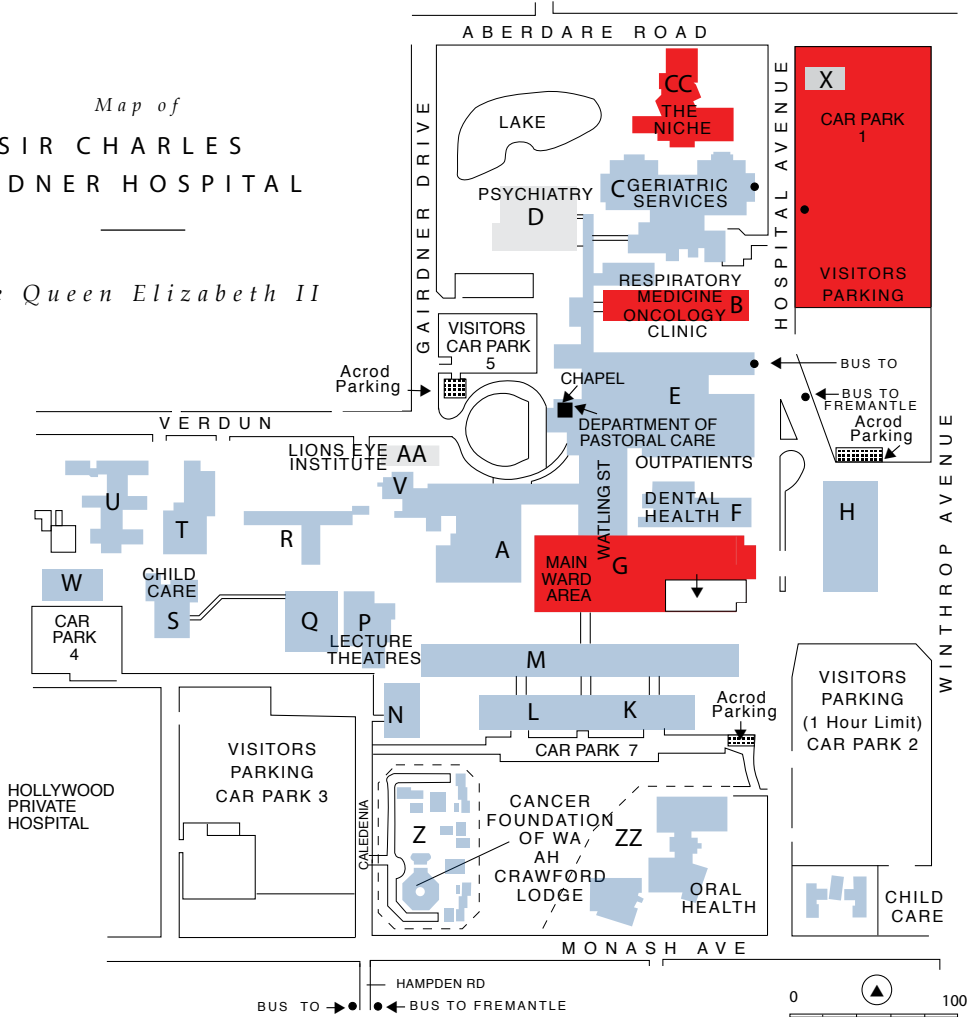 ABERDARE ROAD
Map of
SIR CHARLES
DNER HOSPITAL
Queen Elizabeth II
GAIRDNER DRIVE
LAKE
CC
THE
NICHE
HOSPITAL AVENUE
X
CAR PARK
1
VISITORS
PARKING
PSYCHIATRY
D
C GERIATRIC
SERVICES
RESPIRATORY
MEDICINE
ONCOLOGY B
CLINIC
VISITORS
CAR PARK
5
Acrod
Parking
CHAPEL
E
DEPARTMENT OF
PASTORAL CARE
OUTPATIENTS
BUS TO
BUS TO
FREMANTLE
Acrod
Parking
VERDUN
LIONS EYE
INSTITUTE
AA
V
WATLING ST
DENTAL
HEALTH F
H
WINTHROP AVENUE
U
T
R
A
MAIN
WARD
AREA
G
W
CHILD
CARE
S
Q
P
LECTURE
THEATRES
CAR
PARK
4
M
N
L
K
Acrod
Parking
CAR PARK 7
VISITORS
PARKING
(1 Hour Limit)
CAR PARK 2
VISITORS
PARKING
CAR PARK 3
HOLLYWOOD
PRIVATE
HOSPITAL
CALEDENIA
Z
CANCER
FOUNDATION
OF WA
AH
CRAWFORD
LODGE
ZZ
ORAL
HEALTH
CHILD
CARE
MONASH AVE
HAMPDEN RD
BUS TO
BUS TO FREMANTLE
0
100